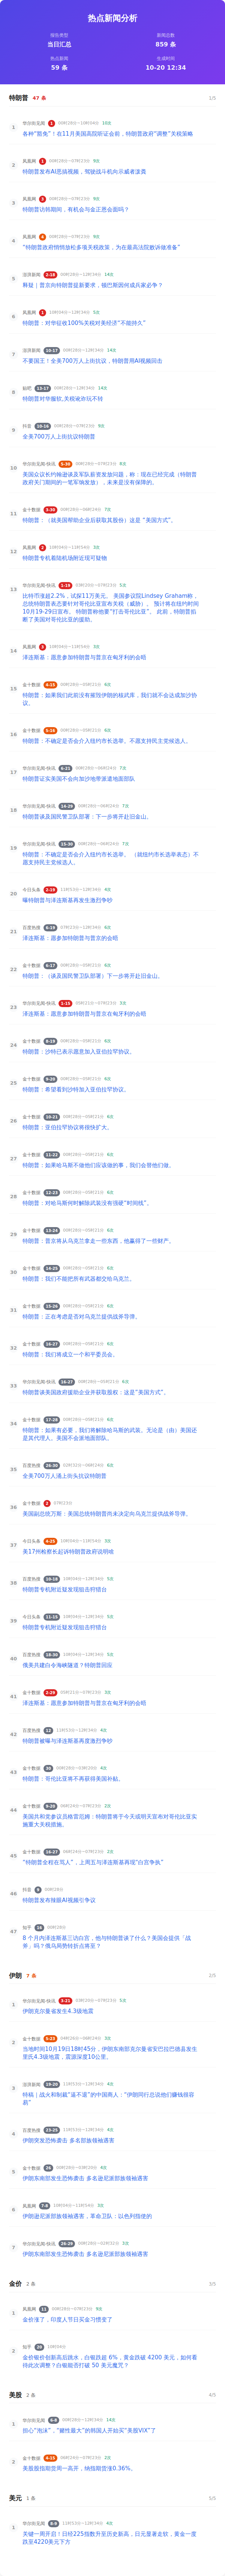 热点新闻分析
报告类型
当日汇总
新闻总数
859 条
热点新闻
59 条
生成时间
10-20 12:34
特朗普 47 条 1/5
1 华尔街见闻
各种“豁免”！在11月美国高院听证会前，特朗普政府“调整”关税策略
2 凤凰网
特朗普发布AI恶搞视频，驾驶战斗机向示威者泼粪
3 凤凰网
特朗普访韩期间，有机会与金正恩会面吗？
4 凤凰网
“特朗普政府悄悄放松多项关税政策，为在最高法院败诉做准备”
5 澎湃新闻
释疑｜普京向特朗普提新要求，顿巴斯因何成兵家必争？
6 凤凰网
特朗普：对华征收100%关税对美经济“不能持久”
7 澎湃新闻
不要国王！全美700万人上街抗议，特朗普用AI视频回击
8 贴吧
特朗普对华服软,关税讹诈玩不转
9 抖音
全美700万人上街抗议特朗普
10 华尔街见闻-快讯
美国众议长约翰逊谈及军队薪资发放问题，称：现在已经完成（特朗普政府关门期间的一笔军饷发放），未来是没有保障的。
11 金十数据
特朗普：（就美国帮助企业后获取其股份）这是 “美国方式”。
12 凤凰网
特朗普专机着陆机场附近现可疑物
13 华尔街见闻-快讯
比特币涨超2.2%，试探11万美元。 美国参议院Lindsey Graham称，总统特朗普表态要针对哥伦比亚宣布关税（威胁）。 预计将在纽约时间10月19-29日宣布。 特朗普称他要“打击哥伦比亚”。 此前，特朗普掐断了美国对哥伦比亚的援助。
14 凤凰网
泽连斯基：愿意参加特朗普与普京在匈牙利的会晤
15 金十数据
特朗普：如果我们此前没有摧毁伊朗的核武库，我们就不会达成加沙协议。
16 金十数据
特朗普：不确定是否会介入纽约市长选举。不愿支持民主党候选人。
17 华尔街见闻-快讯
特朗普证实美国不会向加沙地带派遣地面部队
18 华尔街见闻-快讯
特朗普谈及国民警卫队部署：下一步将开赴旧金山。
19 华尔街见闻-快讯
特朗普：不确定是否会介入纽约市长选举。 （就纽约市长选举表态）不愿支持民主党候选人。
20 今日头条
曝特朗普与泽连斯基再发生激烈争吵
21 百度热搜
泽连斯基：愿参加特朗普与普京的会晤
22 金十数据
特朗普：（谈及国民警卫队部署）下一步将开赴旧金山。
23 华尔街见闻-快讯
泽连斯基：愿意参加特朗普与普京在匈牙利的会晤
24 金十数据
特朗普：沙特已表示愿意加入亚伯拉罕协议。
25 金十数据
特朗普：希望看到沙特加入亚伯拉罕协议。
26 金十数据
特朗普：亚伯拉罕协议将很快扩大。
27 金十数据
特朗普：如果哈马斯不做他们应该做的事，我们会替他们做。
28 金十数据
特朗普：对哈马斯何时解除武装没有强硬“时间线”。
29 金十数据
特朗普：普京将从乌克兰拿走一些东西，他赢得了一些财产。
30 金十数据
特朗普：我们不能把所有武器都交给乌克兰。
31 金十数据
特朗普：正在考虑是否对乌克兰提供战斧导弹。
32 金十数据
特朗普：我们将成立一个和平委员会。
33 华尔街见闻-快讯
特朗普谈美国政府援助企业并获取股权：这是“美国方式”。
34 金十数据
特朗普：如果有必要，我们将解除哈马斯的武装。无论是（由）美国还是其代理人。美国不会派地面部队。
35 百度热搜
全美700万人涌上街头抗议特朗普
36 金十数据
美国副总统万斯：美国总统特朗普尚未决定向乌克兰提供战斧导弹。
37 今日头条
美17州检察长起诉特朗普政府说明啥
38 百度热搜
特朗普专机附近疑发现狙击狩猎台
39 今日头条
特朗普专机附近疑发现狙击狩猎台
40 百度热搜
俄美共建白令海峡隧道？特朗普回应
41 金十数据
泽连斯基：愿意参加特朗普与普京在匈牙利的会晤
42 百度热搜
特朗普被曝与泽连斯基再度激烈争吵
43 金十数据
特朗普：哥伦比亚将不再获得美国补贴。
44 金十数据
美国共和党参议员格雷厄姆：特朗普将于今天或明天宣布对哥伦比亚实施重大关税措施。
45 华尔街见闻-快讯
“特朗普全程在骂人”，上周五与泽连斯基再现“白宫争执”
46 抖音
特朗普发布辣眼AI视频引争议
47 知乎
8 个月内泽连斯基三访白宫，他与特朗普谈了什么？美国会提供「战斧」吗？俄乌局势转折点将至？
伊朗 7 条 2/5
1 华尔街见闻-快讯
伊朗克尔曼省发生4.3级地震
2 金十数据
当地时间10月19日18时45分，伊朗东南部克尔曼省安巴拉巴德县发生里氏4.3级地震，震源深度10公里。
3 澎湃新闻
特稿｜战火和制裁“逼不退”的中国商人：“伊朗同行总说他们赚钱很容易”
4 百度热搜
伊朗突发恐怖袭击 多名部族领袖遇害
5 金十数据
伊朗东南部发生恐怖袭击 多名逊尼派部族领袖遇害
6 凤凰网
伊朗逊尼派部族领袖遇害，革命卫队：以色列指使的
7 华尔街见闻-快讯
伊朗东南部发生恐怖袭击 多名逊尼派部族领袖遇害
金价 2 条 3/5
1 凤凰网
金价涨了，印度人节日买金习惯变了
2 知乎
金价银价创新高后跳水，白银跌超 6%，黄金跌破 4200 美元，如何看待此次调整？白银能否打破 50 美元魔咒？
美股 2 条 4/5
1 华尔街见闻
担心“泡沫”，“赌性最大”的韩国人开始买“美股VIX”了
2 金十数据
美股股指期货周一高开，纳指期货涨0.36%。
美元 1 条 5/5
1 华尔街见闻
关键一周开启！日经225指数升至历史新高，日元显著走软，黄金一度跌至4220美元下方